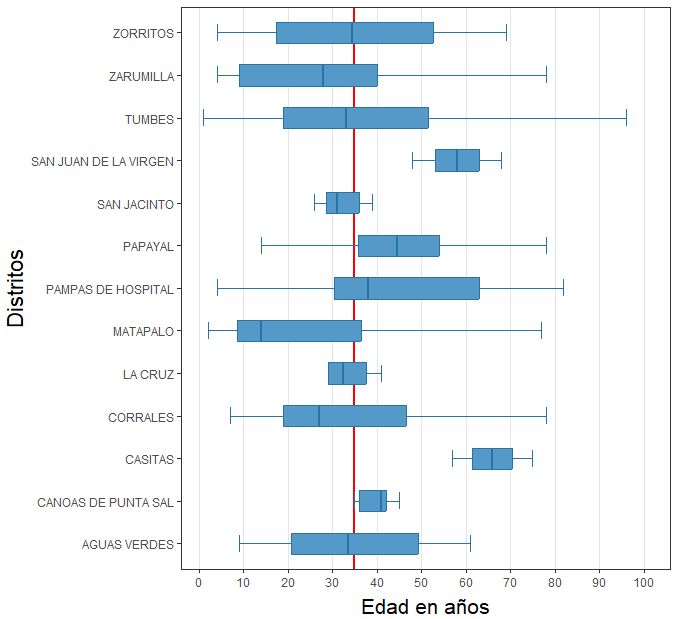 Distritos
ZORRITOS
ZARUMILLA
TUMBES
SAN JUAN DE LA VIRGEN
SAN JACINTO
PAPAYAL
PAMPAS DE HOSPITAL
MATAPALO
LA CRUZ
CORRALES
CASITAS
CANOAS DE PUNTA SAL
AGUAS VERDES
0 10 20 30 40 50 60 70 80 90 100
Edad en años